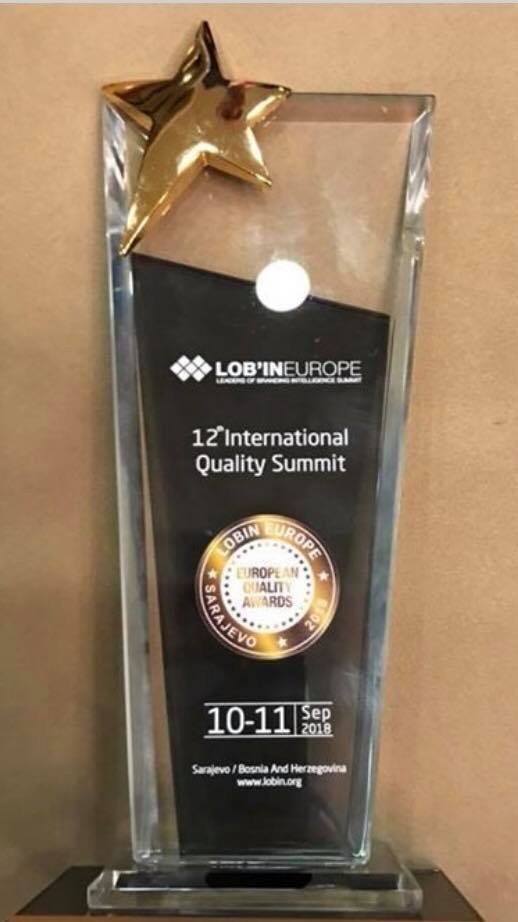 LOB'INEUROPE
LEADERS OF BRANDING INTELLIGENCE SUMMIT
12th International
Quality Summit
LOBIN EUROPE
EUROPEAN
QUALITY
AWARDS
SARAJEVO
2018
10-11 Sep
2018
Sarajevo / Bosnia And Herzegovina
www.lobin.org